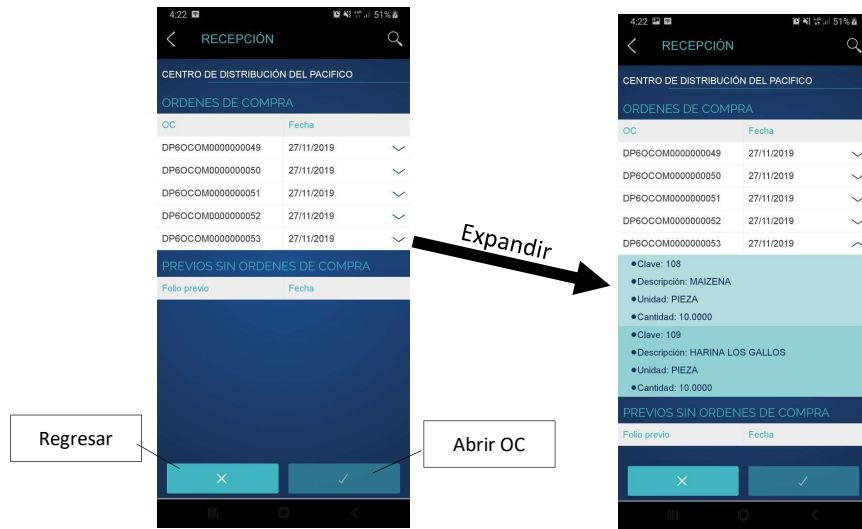 4:22 51%
RECEPCIÓN
CENTRO DE DISTRIBUCIÓN DEL PACIFICO
ORDENES DE COMPRA
OC Fecha
DP6OCOM0000000049 27/11/2019
DP6OCOM0000000050 27/11/2019
DP6OCOM0000000051 27/11/2019
DP6OCOM0000000052 27/11/2019
DP6OCOM0000000053 27/11/2019
PREVIOS SIN ORDENES DE COMPRA
Folio previo Fecha
Regresar
Abrir OC
Expandir
4:22 51%
RECEPCIÓN
CENTRO DE DISTRIBUCIÓN DEL PACIFICO
ORDENES DE COMPRA
OC Fecha
DP6OCOM0000000049 27/11/2019
DP6OCOM0000000050 27/11/2019
DP6OCOM0000000051 27/11/2019
DP6OCOM0000000052 27/11/2019
DP6OCOM0000000053 27/11/2019
●Clave: 108
●Descripción: MAIZENA
●Unidad: PIEZA
●Cantidad: 10.0000
●Clave: 109
●Descripción: HARINA LOS GALLOS
●Unidad: PIEZA
●Cantidad: 10.0000
PREVIOS SIN ORDENES DE COMPRA
Folio previo Fecha